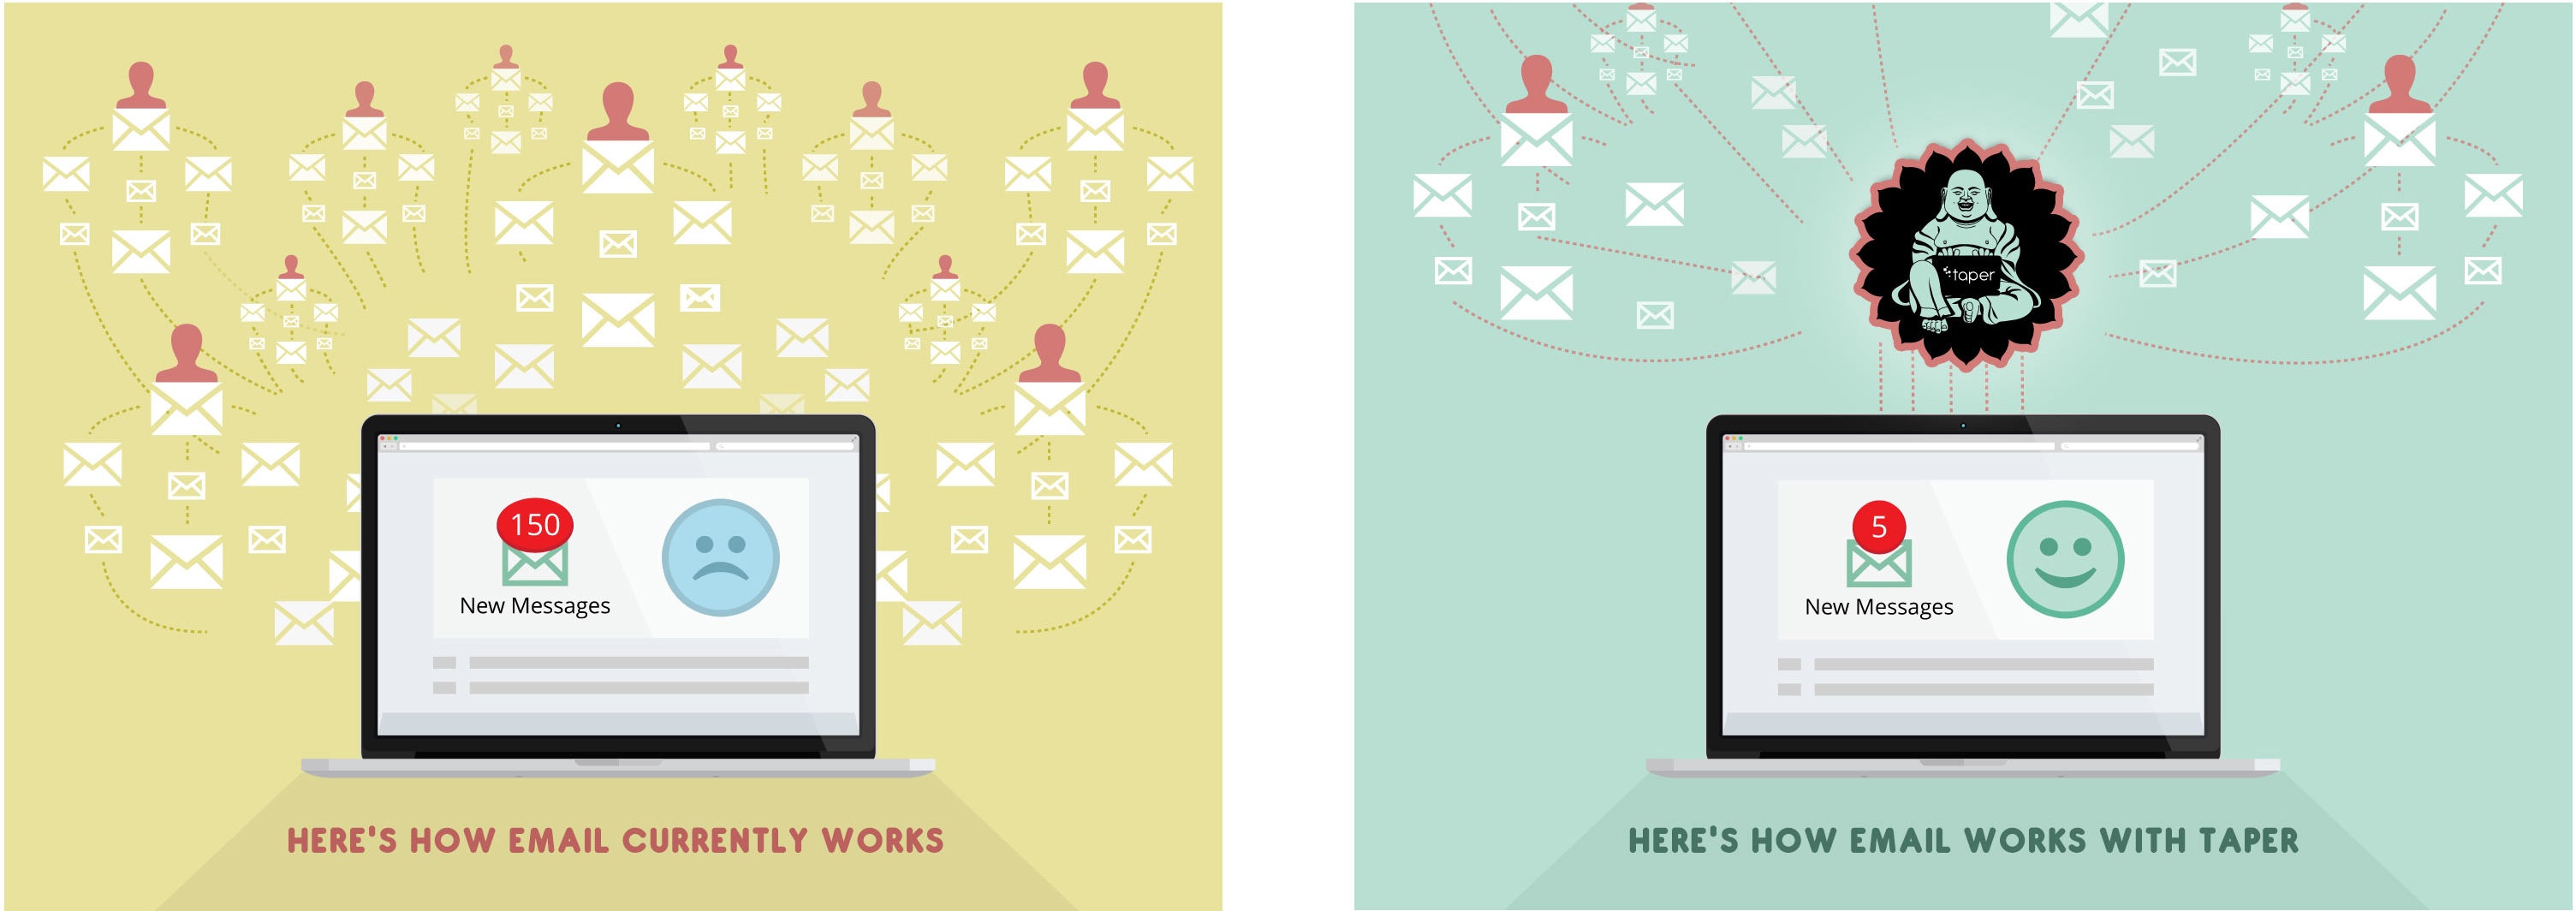 150
New Messages
HERE'S HOW EMAIL CURRENTLY WORKS
taper
5
New Messages
HERE'S HOW EMAIL WORKS WITH TAPER